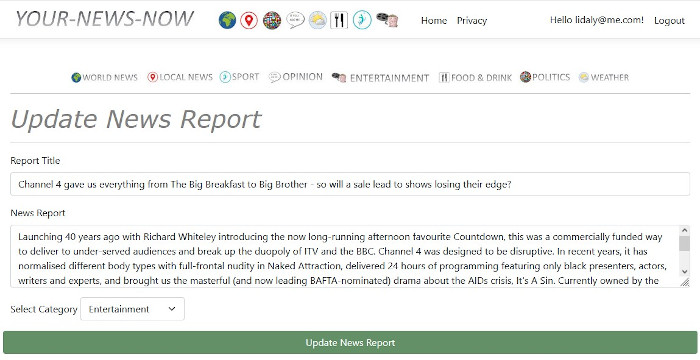 YOUR-NEWS-NOW Home Privacy Hello lidaly@me.com! Logout
WORLD NEWS LOCAL NEWS SPORT OPINION ENTERTAINMENT FOOD & DRINK POLITICS WEATHER
Update News Report
Report Title
Channel 4 gave us everything from The Big Breakfast to Big Brother - so will a sale lead to shows losing their edge?
News Report
Launching 40 years ago with Richard Whiteley introducing the now long-running afternoon favourite Countdown, this was a commercially funded way
to deliver to under-served audiences and break up the duopoly of ITV and the BBC. Channel 4 was designed to be disruptive. In recent years, it has
normalised different body types with full-frontal nudity in Naked Attraction, delivered 24 hours of programming featuring only black presenters, actors,
writers and experts, and brought us the masterful (and now leading BAFTA-nominated) drama about the AIDs crisis, It's A Sin. Currently owned by the
Select Category Entertainment
Update News Report